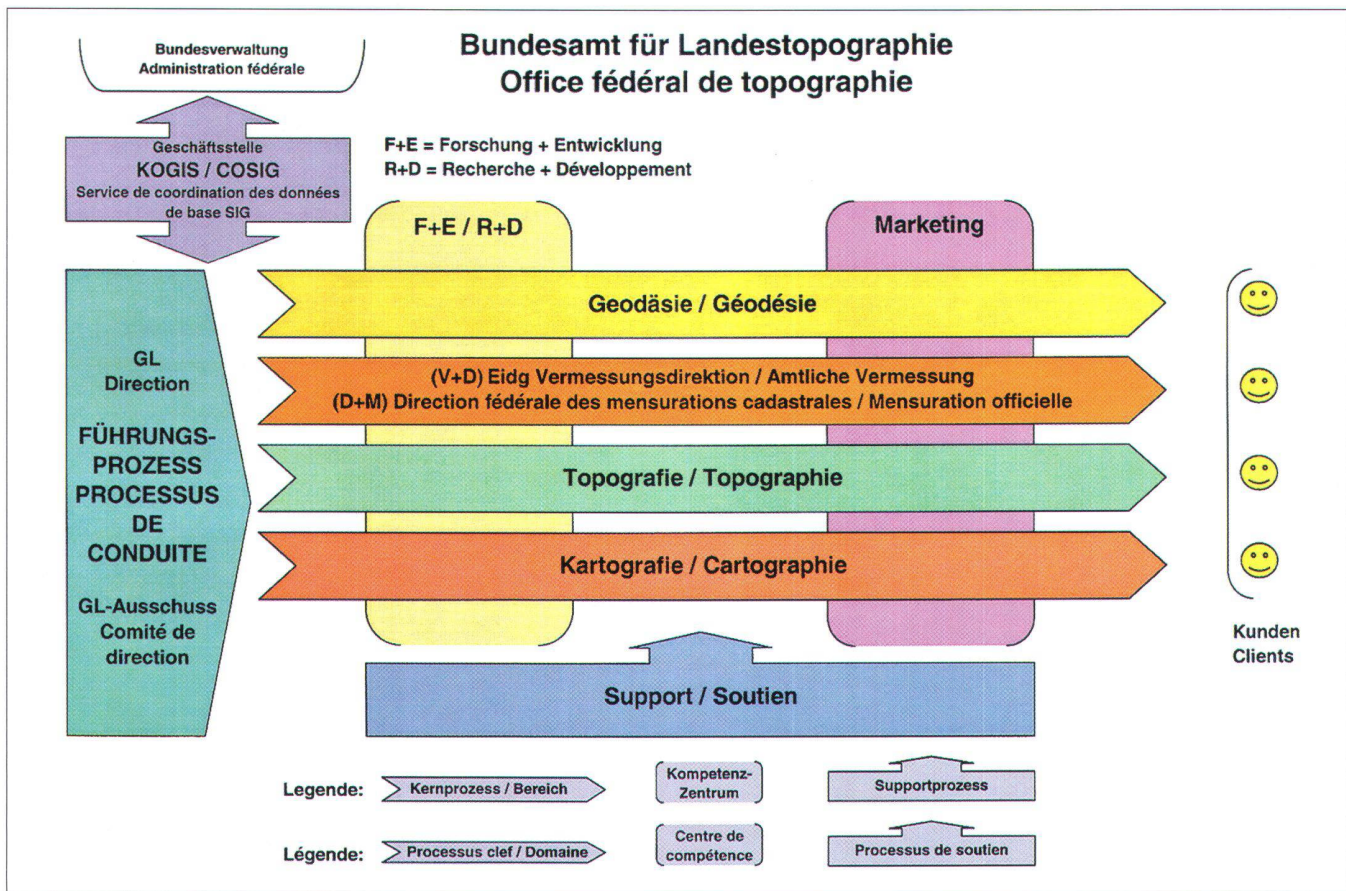 Bundesverwaltung
Administration fédérale
Bundesamt für Landestopographie
Office fédéral de topographie
Geschäftsstelle
KOGIS / COSIG
Service de coordination des données
de base SIG
F+E = Forschung + Entwicklung
R+D = Recherche + Développement
F+E / R+D
Marketing
GL
Direction
FÜHRUNGS-
PROZESS
PROCESSUS
DE
CONDUITE
GL-Ausschuss
Comité de
direction
Geodäsie / Géodésie
(V+D) Eidg Vermessungsdirektion / Amtliche Vermessung
(D+M) Direction fédérale des mensurations cadastrales / Mensuration officielle
Topografie / Topographie
Kartografie / Cartographie
Kunden
Clients
Support / Soutien
Legende:
Kernprozess / Bereich
Kompetenz-
Zentrum
Supportprozess
Légende:
Processus clef / Domaine
Centre de
compétence
Processus de soutien